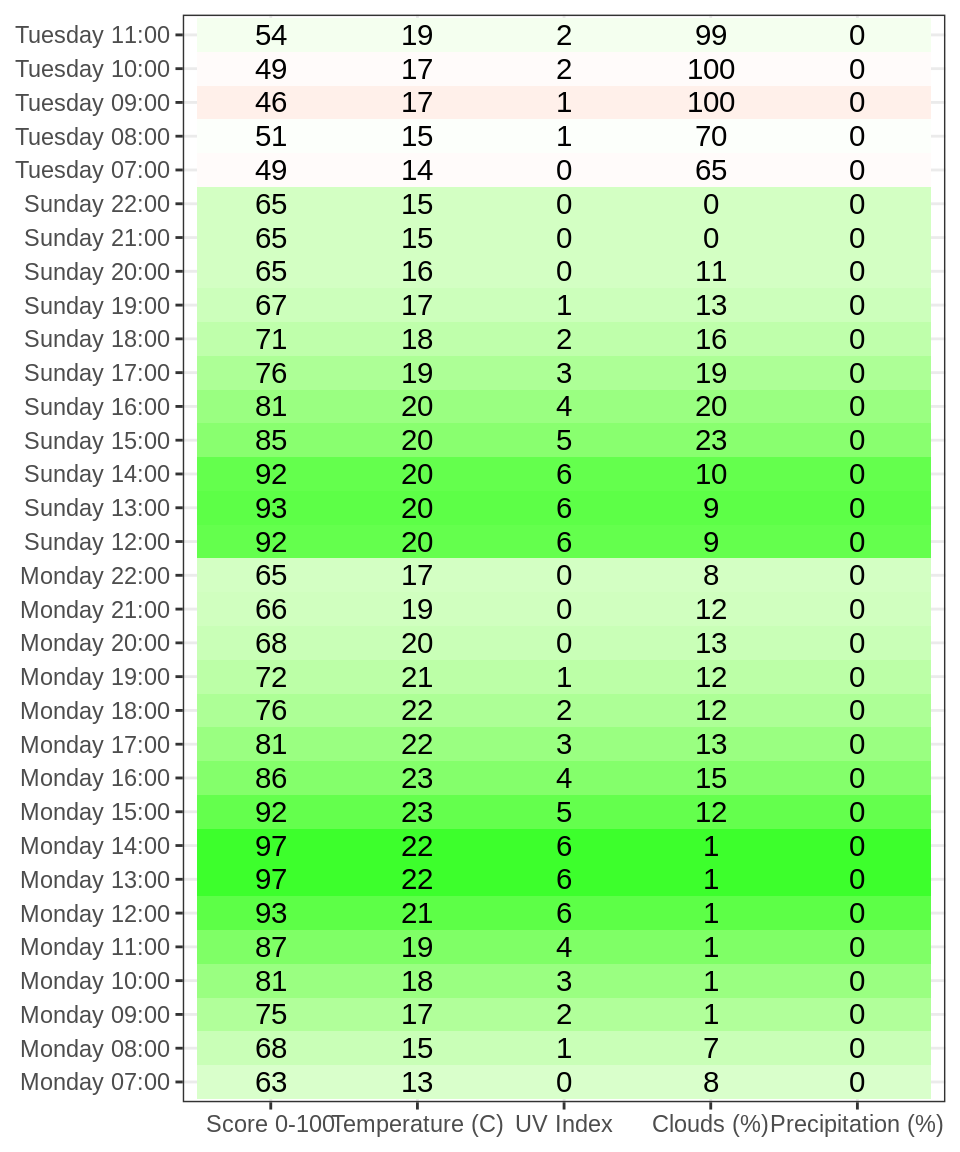 Tuesday 11:00 54 19 2 99 0
Tuesday 10:00 49 17 2 100 0
Tuesday 09:00 46 17 1 100 0
Tuesday 08:00 51 15 1 70 0
Tuesday 07:00 49 14 0 65 0
Sunday 22:00 65 15 0 0 0
Sunday 21:00 65 15 0 0 0
Sunday 20:00 65 16 0 11 0
Sunday 19:00 67 17 1 13 0
Sunday 18:00 71 18 2 16 0
Sunday 17:00 76 19 3 19 0
Sunday 16:00 81 20 4 20 0
Sunday 15:00 85 20 5 23 0
Sunday 14:00 92 20 6 10 0
Sunday 13:00 93 20 6 9 0
Sunday 12:00 92 20 6 9 0
Monday 22:00 65 17 0 8 0
Monday 21:00 66 19 0 12 0
Monday 20:00 68 20 0 13 0
Monday 19:00 72 21 1 12 0
Monday 18:00 76 22 2 12 0
Monday 17:00 81 22 3 13 0
Monday 16:00 86 23 4 15 0
Monday 15:00 92 23 5 12 0
Monday 14:00 97 22 6 1 0
Monday 13:00 97 22 6 1 0
Monday 12:00 93 21 6 1 0
Monday 11:00 87 19 4 1 0
Monday 10:00 81 18 3 1 0
Monday 09:00 75 17 2 1 0
Monday 08:00 68 15 1 7 0
Monday 07:00 63 13 0 8 0
Score 0-100 Temperature (C) UV Index Clouds (%) Precipitation (%)